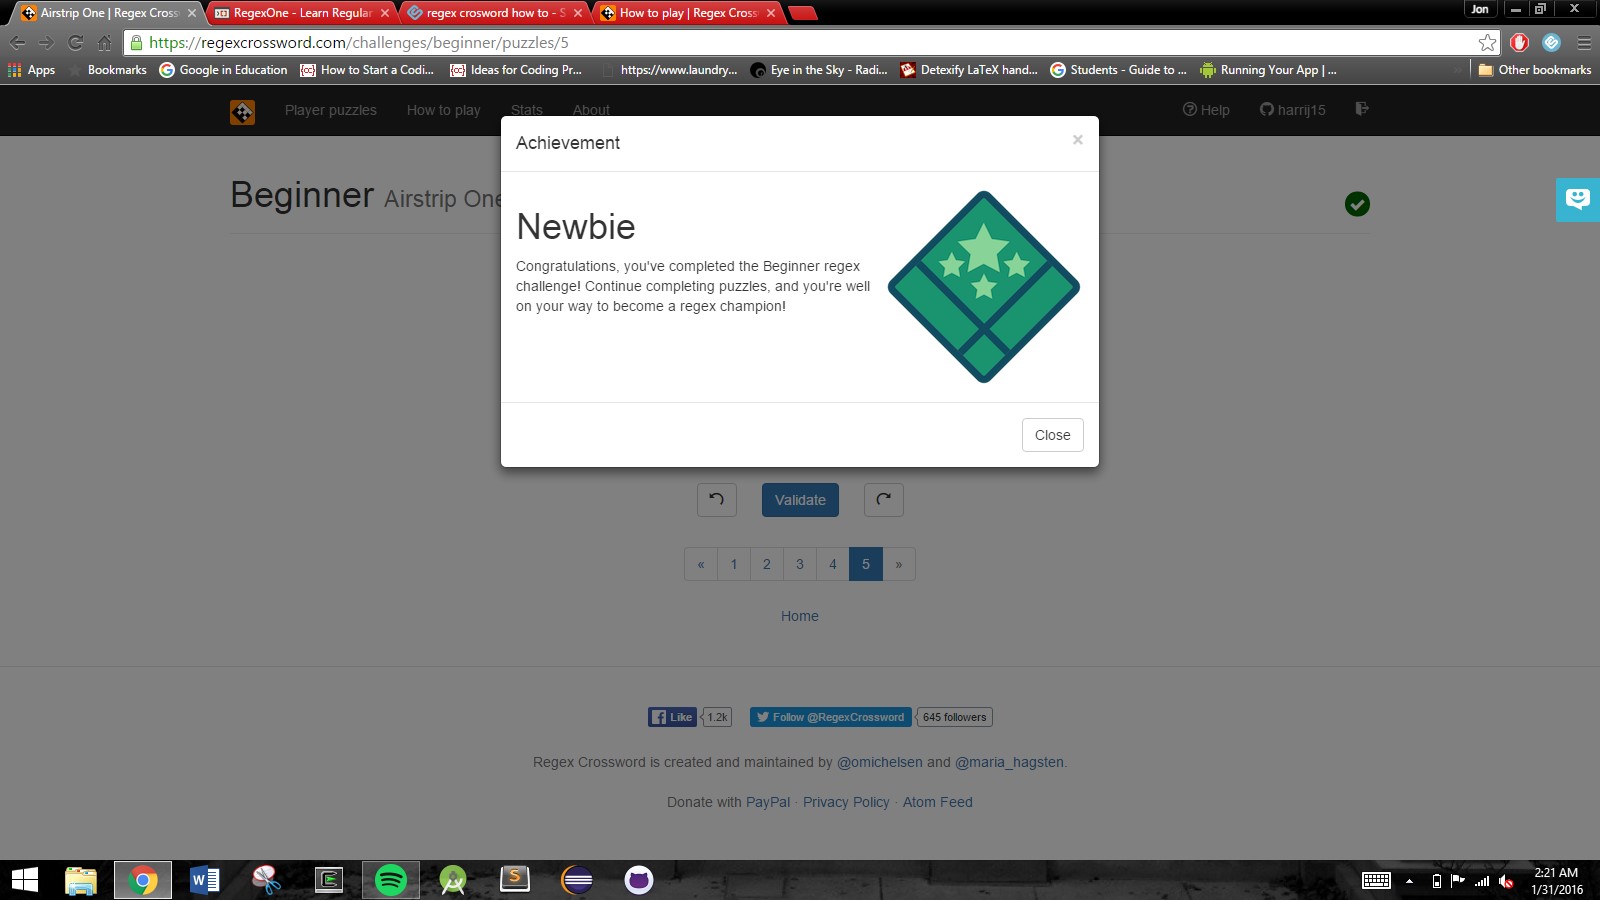 Airstrip One | Regex Cross
RegexOne - Learn Regular
regex crosword how to - S
How to play | Regex Cross
Jon
https://regexcrossword.com/challenges/beginner/puzzles/5
Apps
Bookmarks
Google in Education
How to Start a Codi...
Ideas for Coding Pr...
https://www.laundry...
Eye in the Sky - Radi...
Detexify LaTeX hand...
Students - Guide to ...
Running Your App | ...
Other bookmarks
Player puzzles
How to play
Stats
About
Help
harrij15
Achievement
×
Beginner Airstrip One
Newbie
Congratulations, you've completed the Beginner regex
challenge! Continue completing puzzles, and you're well
on your way to become a regex champion!
Close
Validate
« 1 2 3 4 5 »
Home
Like 1.2k
Follow @RegexCrossword 645 followers
Regex Crossword is created and maintained by @omichelsen and @maria_hagsten.
Donate with PayPal · Privacy Policy · Atom Feed
2:21 AM
1/31/2016